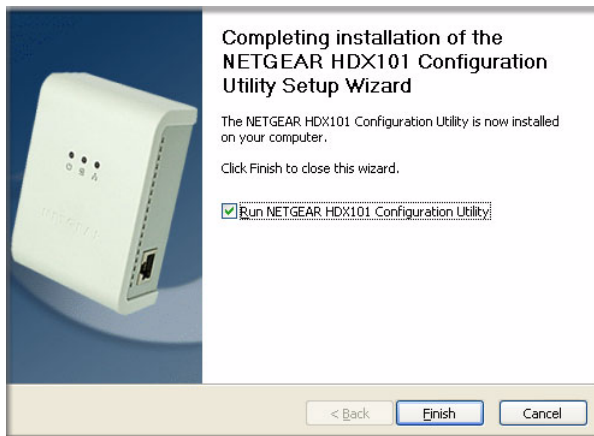 Completing installation of the
NETGEAR HDX101 Configuration
Utility Setup Wizard
The NETGEAR HDX101 Configuration Utility is now installed
on your computer.
Click Finish to close this wizard.
Run NETGEAR HDX101 Configuration Utility
NETGEAR
< Back
Finish
Cancel